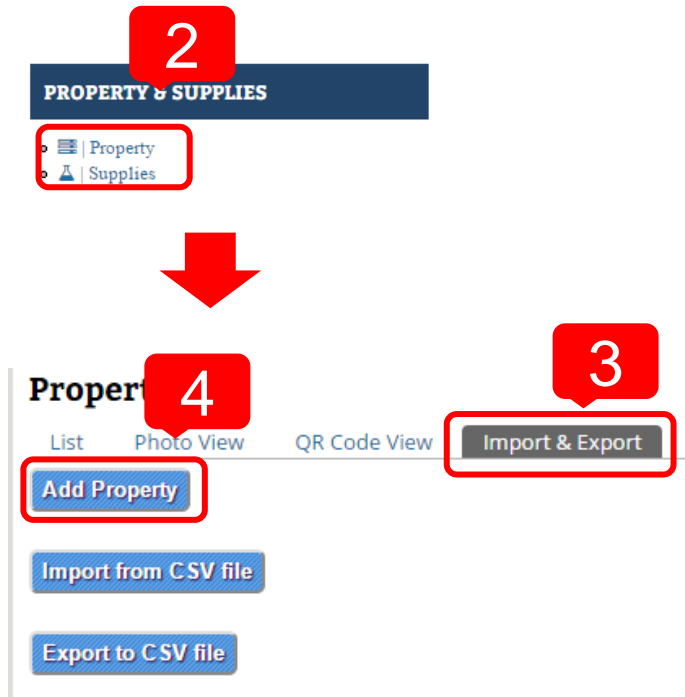 2
PROPERTY & SUPPLIES
| Property
| Supplies
3
4
Propert
List Photo View QR Code View Import & Export
Add Property
Import from CSV file
Export to CSV file